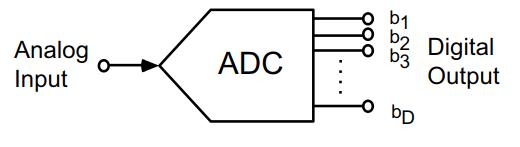 Analog
Input
ADC
b1
b2
b3
bD
Digital
Output